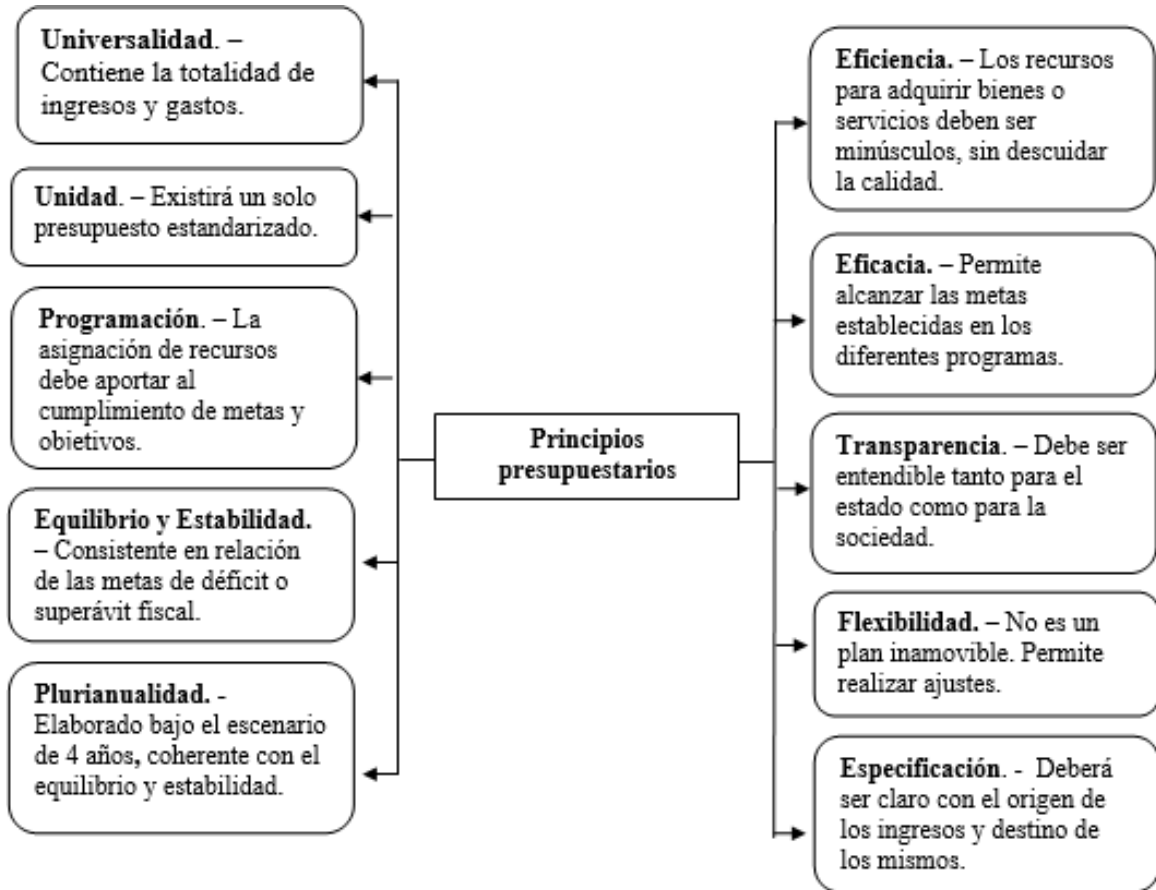 Universalidad. –
Contiene la totalidad de
ingresos y gastos.
Unidad. – Existirá un solo
presupuesto estandarizado.
Programación. – La
asignación de recursos
debe aportar al
cumplimiento de metas y
objetivos.
Equilibrio y Estabilidad.
– Consistente en relación
de las metas de déficit o
superávit fiscal.
Plurianualidad. -
Elaborado bajo el escenario
de 4 años, coherente con el
equilibrio y estabilidad.
Principios
presupuestarios
Eficiencia. – Los recursos
para adquirir bienes o
servicios deben ser
minúsculos, sin descuidar
la calidad.
Eficacia. – Permite
alcanzar las metas
establecidas en los
diferentes programas.
Transparencia. – Debe ser
entendible tanto para el
estado como para la
sociedad.
Flexibilidad. – No es un
plan inamovible. Permite
realizar ajustes.
Especificación. - Deberá
ser claro con el origen de
los ingresos y destino de
los mismos.